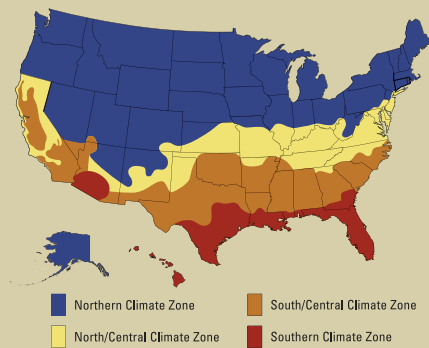 Northern Climate Zone
South/Central Climate Zone
North/Central Climate Zone
Southern Climate Zone